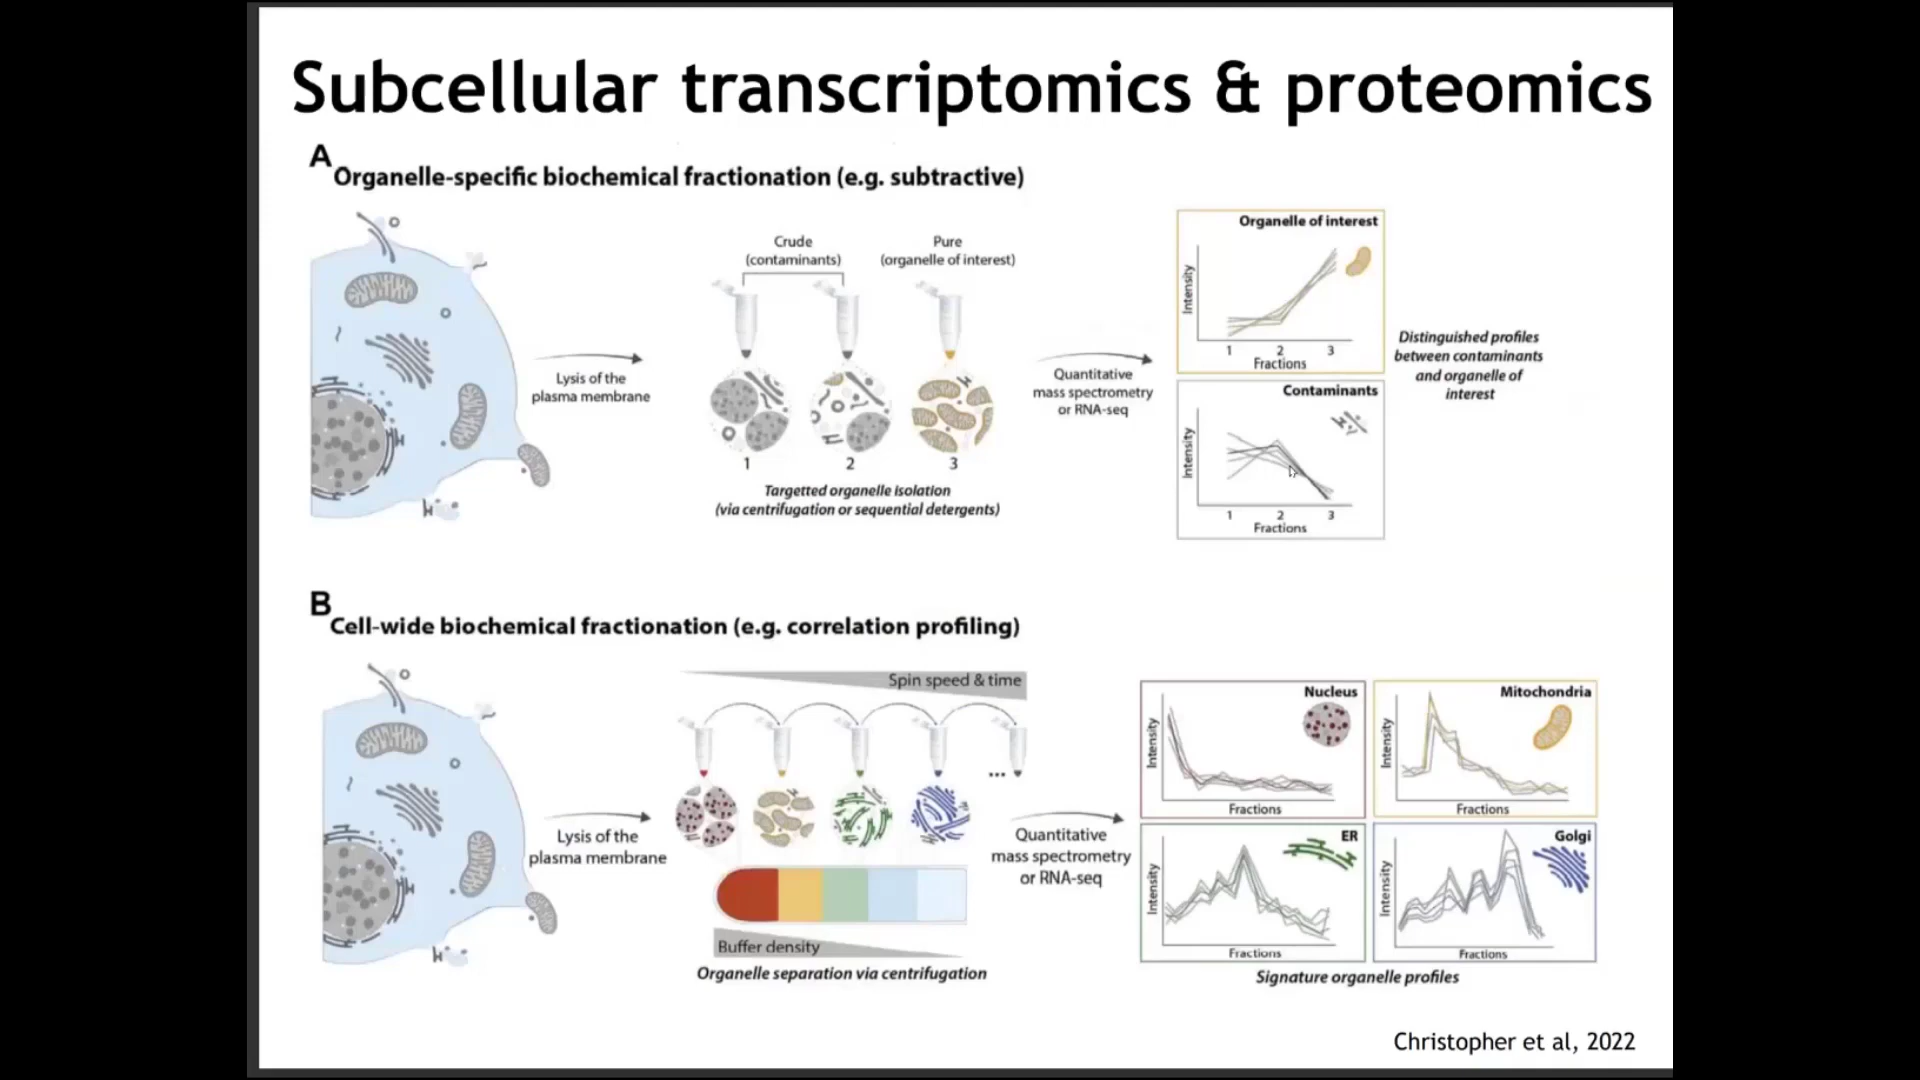 Subcellular transcriptomics & proteomics
A
Organelle-specific biochemical fractionation (e.g. subtractive)
Lysis of the
plasma membrane
Crude
(contaminants)
Pure
(organelle of interest)
1 2 3
Targetted organelle isolation
(via centrifugation or sequential detergents)
Quantitative
mass spectrometry
or RNA-seq
Organelle of interest
Intensity
1 2 3
Fractions
Contaminants
Intensity
1 2 3
Fractions
Distinguished profiles
between contaminants
and organelle of
interest
B
Cell-wide biochemical fractionation (e.g. correlation profiling)
Lysis of the
plasma membrane
Spin speed & time
...
Buffer density
Organelle separation via centrifugation
Quantitative
mass spectrometry
or RNA-seq
Nucleus
Intensity
Fractions
Mitochondria
Intensity
Fractions
ER
Intensity
Fractions
Golgi
Intensity
Fractions
Signature organelle profiles
Christopher et al, 2022